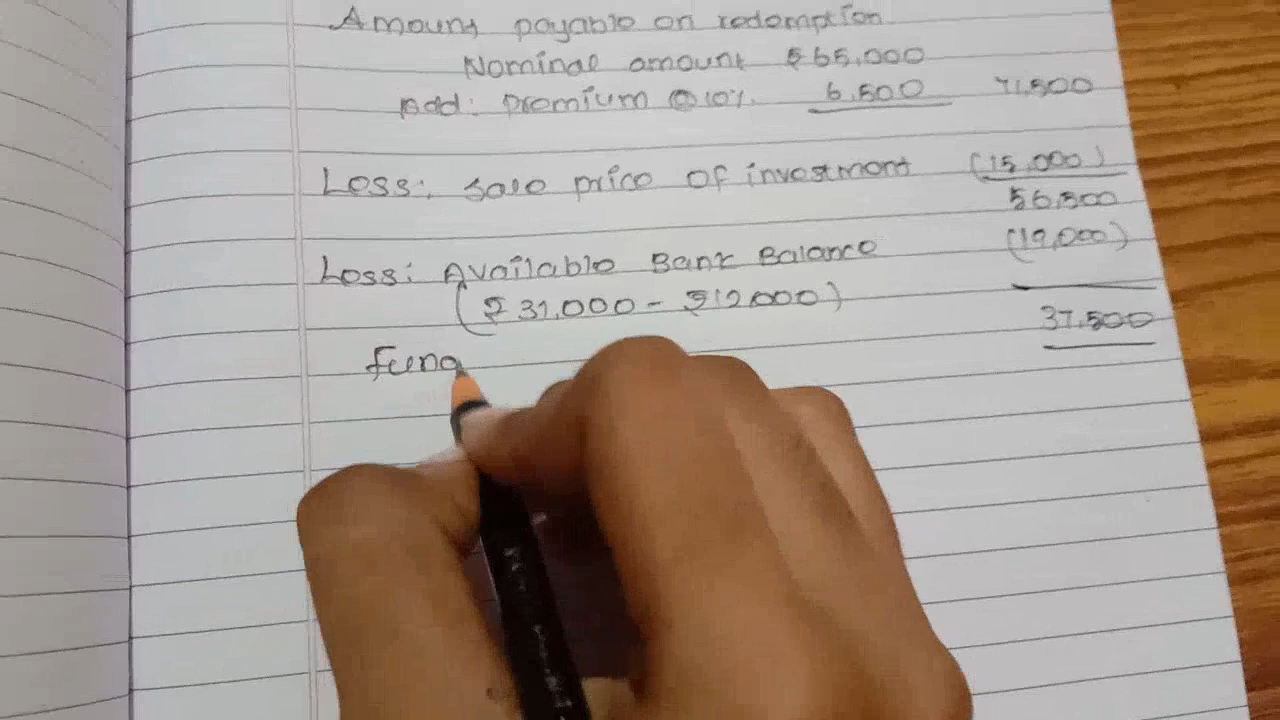 Amount payable on redemption
Nominal amount ₹ 65,000
Add: Premium @ 10%. 6,500 71,500
Less: Sale price of investment (15,000)
56,500
Less: Available Bank Balance (19,000)
(₹ 31,000 - ₹ 12,000)
37,500
Fund